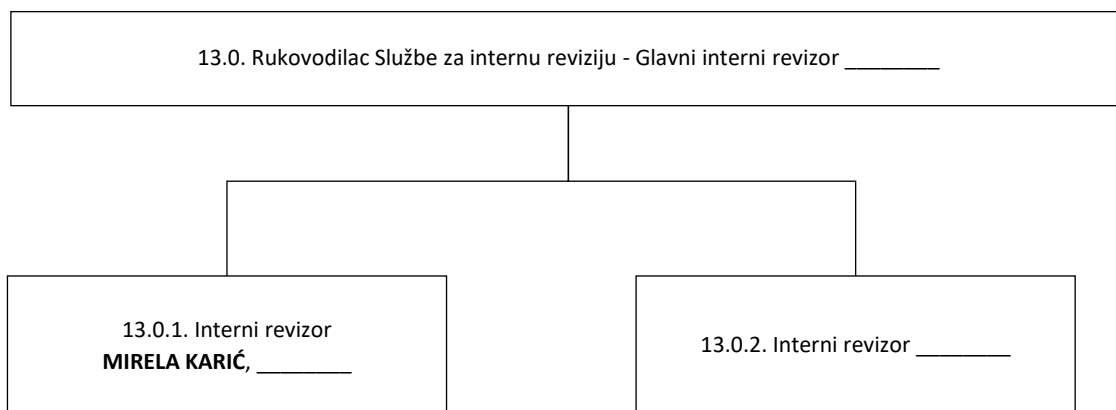 13.0. Rukovodilac Službe za internu reviziju - Glavni interni revizor ________
13.0.1. Interni revizor
MIRELA KARIĆ, ________
13.0.2. Interni revizor ________